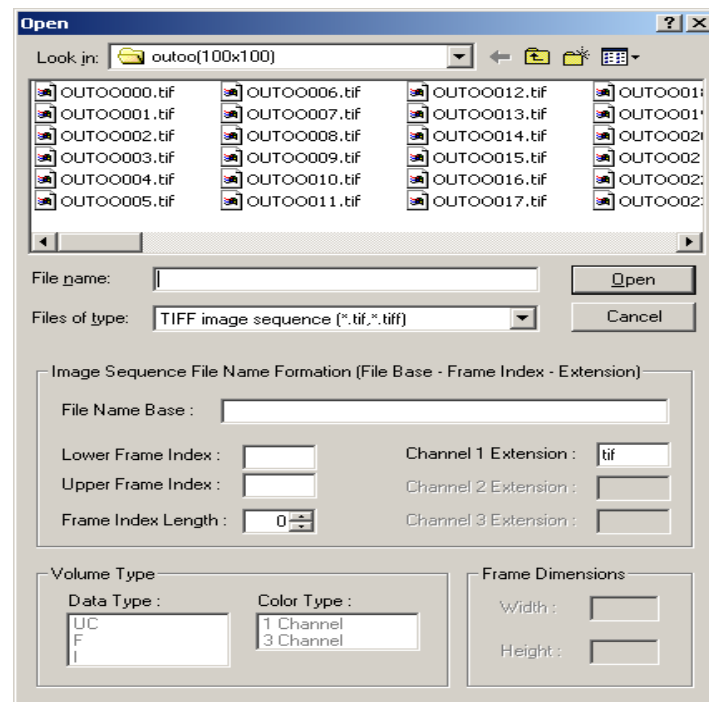 Open
Look in: outoo(100x100)
OUTOO000.tif OUTOO006.tif OUTOO012.tif
OUTOO001.tif OUTOO007.tif OUTOO013.tif
OUTOO002.tif OUTOO008.tif OUTOO014.tif
OUTOO003.tif OUTOO009.tif OUTOO015.tif OUTOO02
OUTOO004.tif OUTOO010.tif OUTOO016.tif
OUTOO005.tif OUTOO011.tif OUTOO017.tif
File name: Open
Files of type: TIFF image sequence (*.tif,*.tiff) Cancel
Image Sequence File Name Formation (File Base - Frame Index - Extension)
File Name Base :
Lower Frame Index : Channel 1 Extension : tif
Upper Frame Index : Channel 2 Extension :
Frame Index Length : 0 Channel 3 Extension :
Volume Type Frame Dimensions
Data Type : Color Type : Width :
UC 1 Channel
F 3 Channel
I Height :